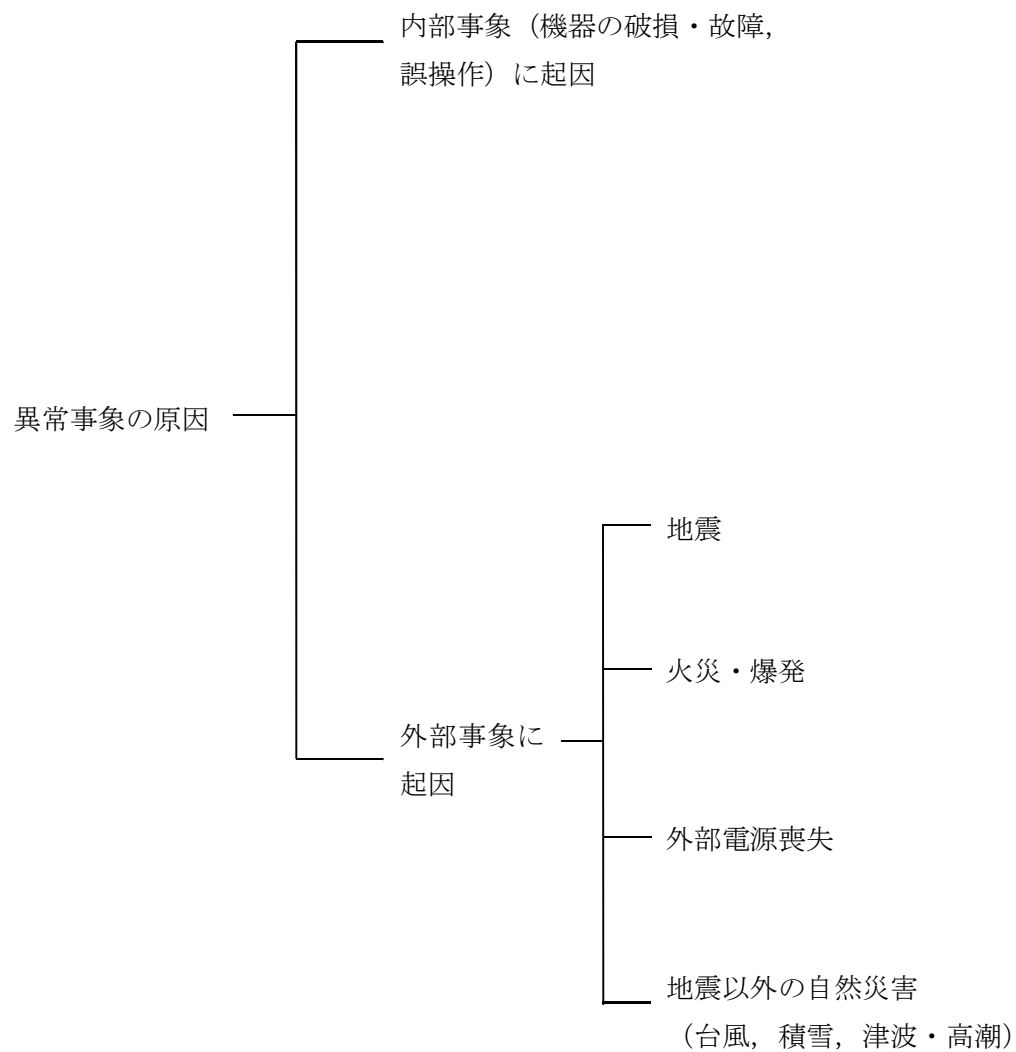 内部事象（機器の破損・故障，
誤操作）に起因
異常事象の原因
地震
火災・爆発
外部事象に
起因
外部電源喪失
地震以外の自然災害
（台風，積雪，津波・高潮）